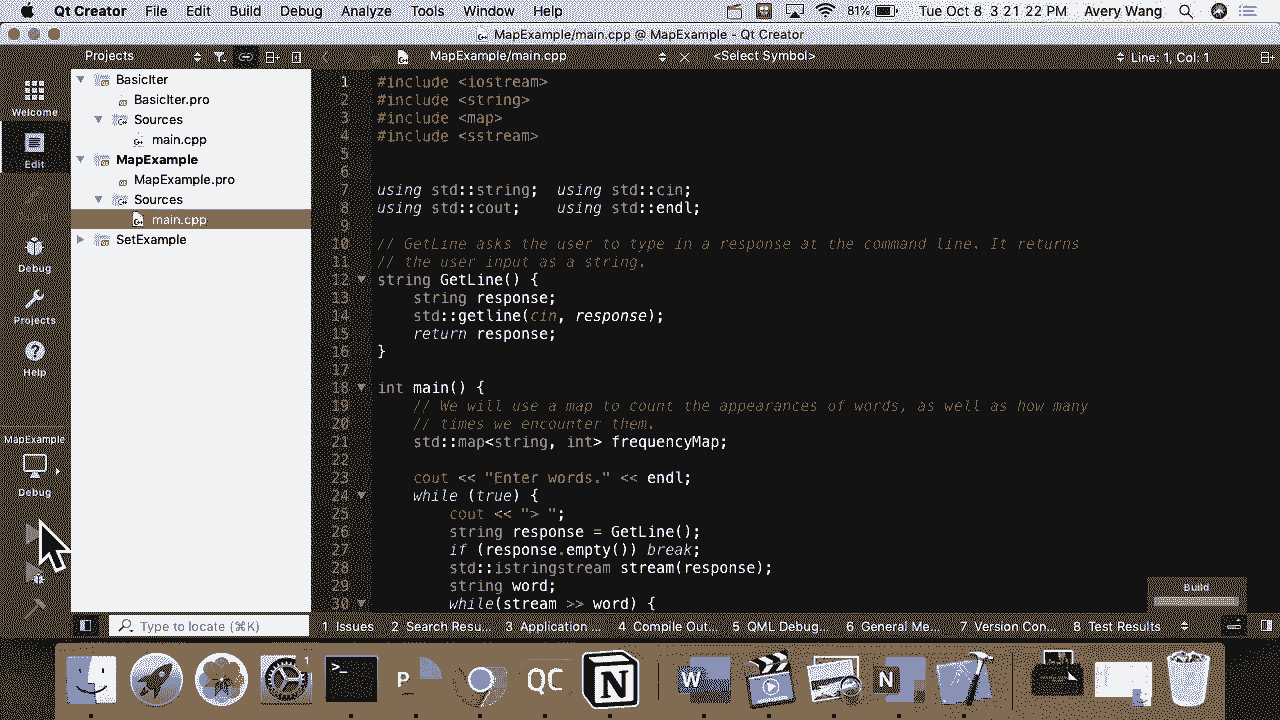 Qt Creator File Edit Build Debug Analyze Tools Window Help 81% Tue Oct 8 3 21 22 PM Avery Wang
MapExample/main.cpp @ MapExample - Qt Creator
Projects MapExample/main.cpp <Select Symbol> Line: 1, Col: 1
Welcome
Edit
Debug
Projects
Help
MapExample
Debug
BasicIter
BasicIter.pro
Sources
main.cpp
MapExample
MapExample.pro
Sources
main.cpp
SetExample
1 #include <iostream>
2 #include <string>
3 #include <map>
4 #include <sstream>
5
6
7 using std::string;  using std::cin;
8 using std::cout;    using std::endl;
9
10 // GetLine asks the user to type in a response at the command line. It returns
11 // the user input as a string.
12 string GetLine() {
13     string response;
14     std::getline(cin, response);
15     return response;
16 }
17
18 int main() {
19     // We will use a map to count the appearances of words, as well as how many
20     // times we encounter them.
21     std::map<string, int> frequencyMap;
22
23     cout << "Enter words." << endl;
24     while (true) {
25         cout << "> ";
26         string response = GetLine();
27         if (response.empty()) break;
28         std::istringstream stream(response);
29         string word;
30         while(stream >> word) {
Build
Type to locate (⌘K) 1 Issues 2 Search Resu… 3 Application … 4 Compile Out… 5 QML Debug… 6 General Me… 7 Version Con… 8 Test Results
1
>_ P QC N W N